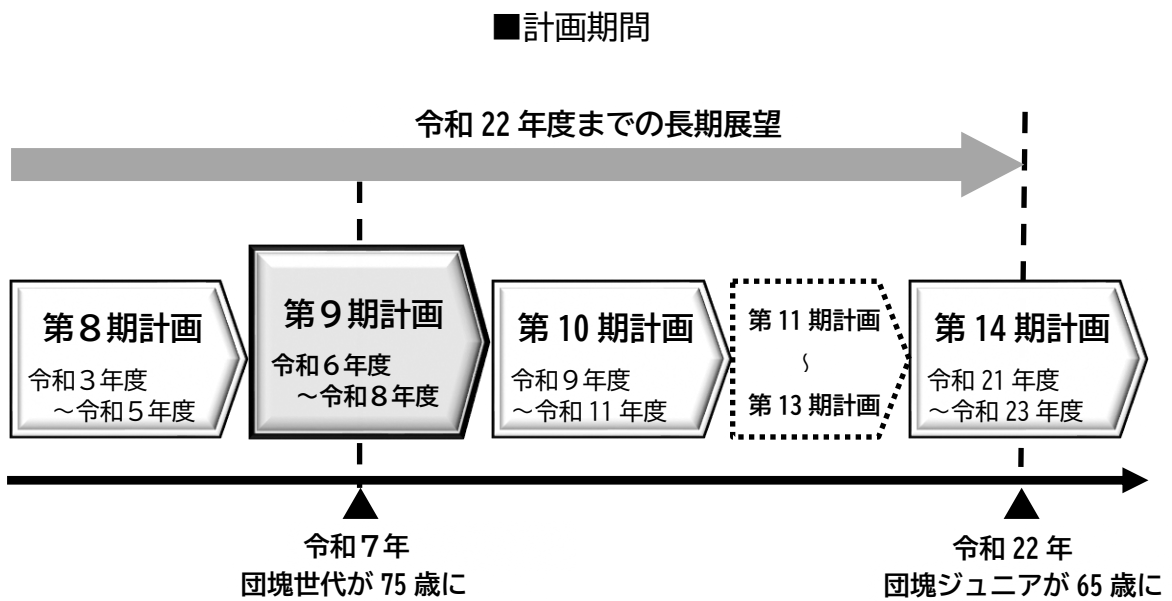 ■計画期間
令和 22 年度までの長期展望
第８期計画
令和３年度
～令和５年度
第９期計画
令和６年度
～令和８年度
第 10 期計画
令和９年度
～令和 11 年度
第 11 期計画
～
第 13 期計画
第 14 期計画
令和 21 年度
～令和 23 年度
令和７年
団塊世代が 75 歳に
令和 22 年
団塊ジュニアが 65 歳に